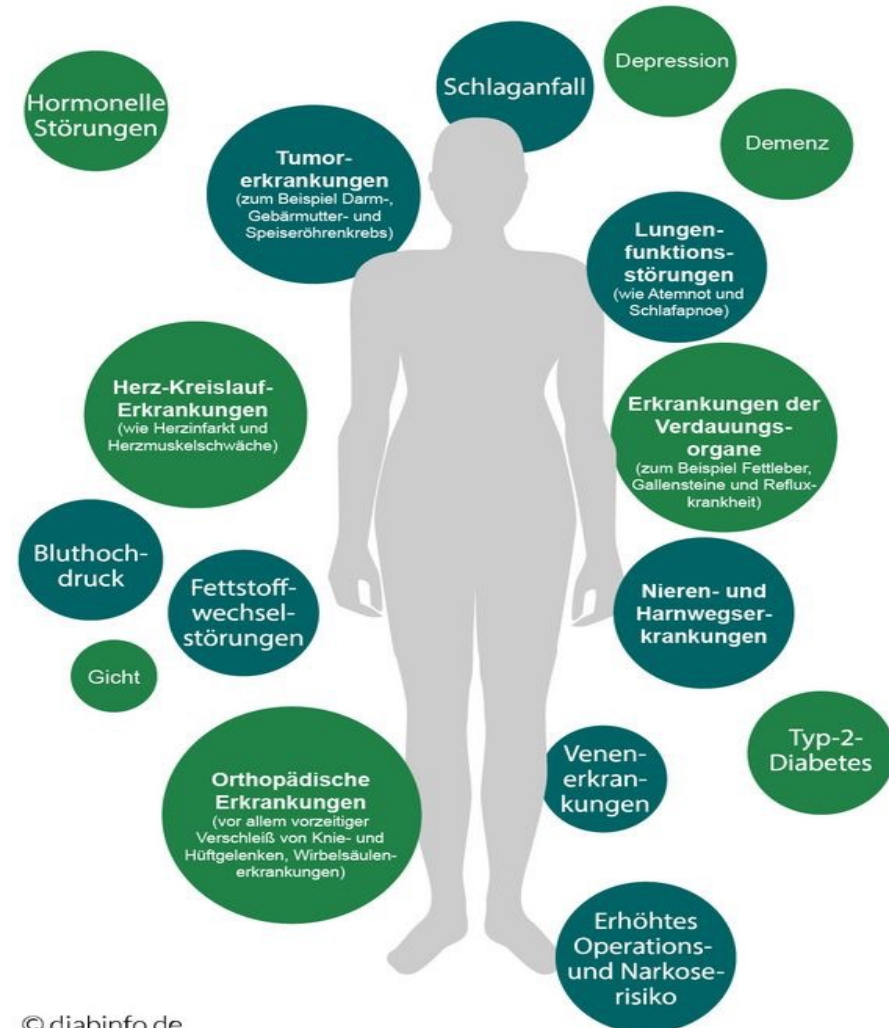 Schlaganfall
Depression
Hormonelle
Störungen
Demenz
Tumor-
erkrankungen
(zum Beispiel Darm-,
Gebärmutter- und
Speiseröhrenkrebs)
Lungen-
funktions-
störungen
(wie Atemnot und
Schlafapnoe)
Herz-Kreislauf-
Erkrankungen
(wie Herzinfarkt und
Herzmuskelschwäche)
Erkrankungen der
Verdauungs-
organe
(zum Beispiel Fettleber,
Gallensteine und Reflux-
krankheit)
Bluthoch-
druck
Fettstoff-
wechsel-
störungen
Nieren- und
Harnwegser-
krankungen
Gicht
Typ-2-
Diabetes
Orthopädische
Erkrankungen
(vor allem vorzeitiger
Verschleiß von Knie- und
Hüftgelenken, Wirbelsäulen-
erkrankungen)
Venen-
erkran-
kungen
Erhöhtes
Operations-
und Narkose-
risiko
© diabinfo.de